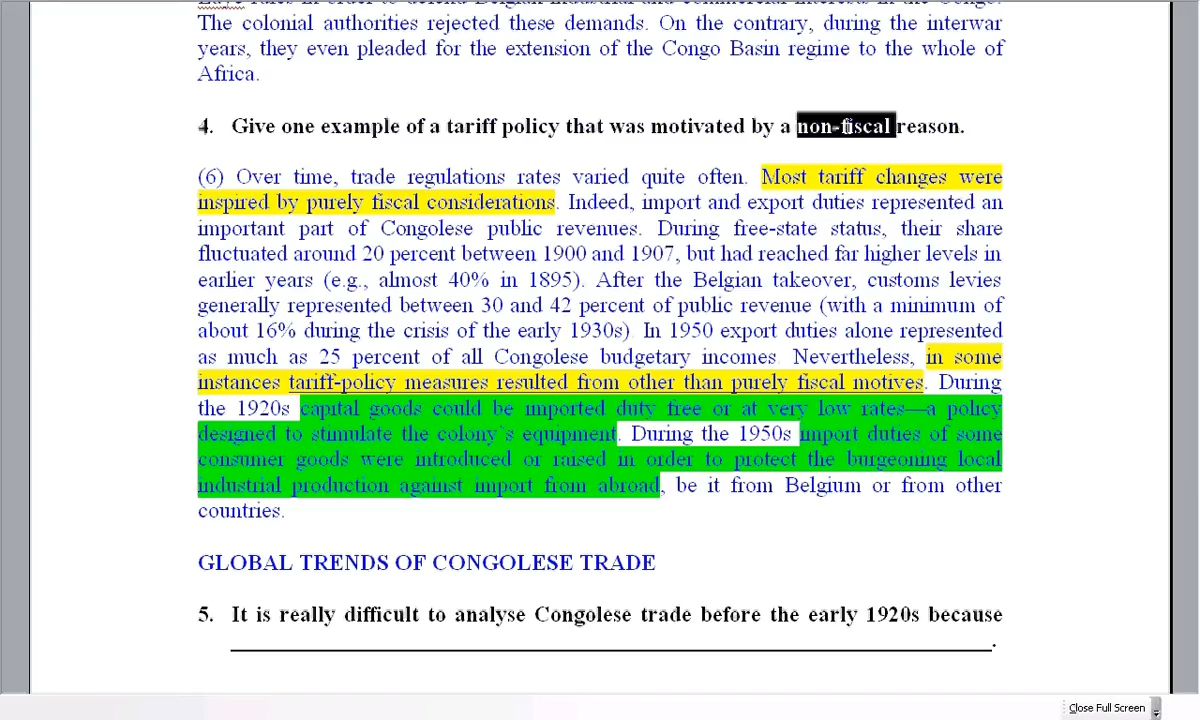 The colonial authorities rejected these demands. On the contrary, during the interwar
years, they even pleaded for the extension of the Congo Basin regime to the whole of
Africa.
4. Give one example of a tariff policy that was motivated by a non-fiscal reason.
(6) Over time, trade regulations rates varied quite often. Most tariff changes were
inspired by purely fiscal considerations. Indeed, import and export duties represented an
important part of Congolese public revenues. During free-state status, their share
fluctuated around 20 percent between 1900 and 1907, but had reached far higher levels in
earlier years (e.g., almost 40% in 1895). After the Belgian takeover, customs levies
generally represented between 30 and 42 percent of public revenue (with a minimum of
about 16% during the crisis of the early 1930s). In 1950 export duties alone represented
as much as 25 percent of all Congolese budgetary incomes. Nevertheless, in some
instances tariff-policy measures resulted from other than purely fiscal motives. During
the 1920s capital goods could be imported duty free or at very low rates—a policy
designed to stimulate the colony`s equipment. During the 1950s import duties of some
consumer goods were introduced or raised in order to protect the burgeoning local
industrial production against import from abroad, be it from Belgium or from other
countries.
GLOBAL TRENDS OF CONGOLESE TRADE
5. It is really difficult to analyse Congolese trade before the early 1920s because
.
Close Full Screen